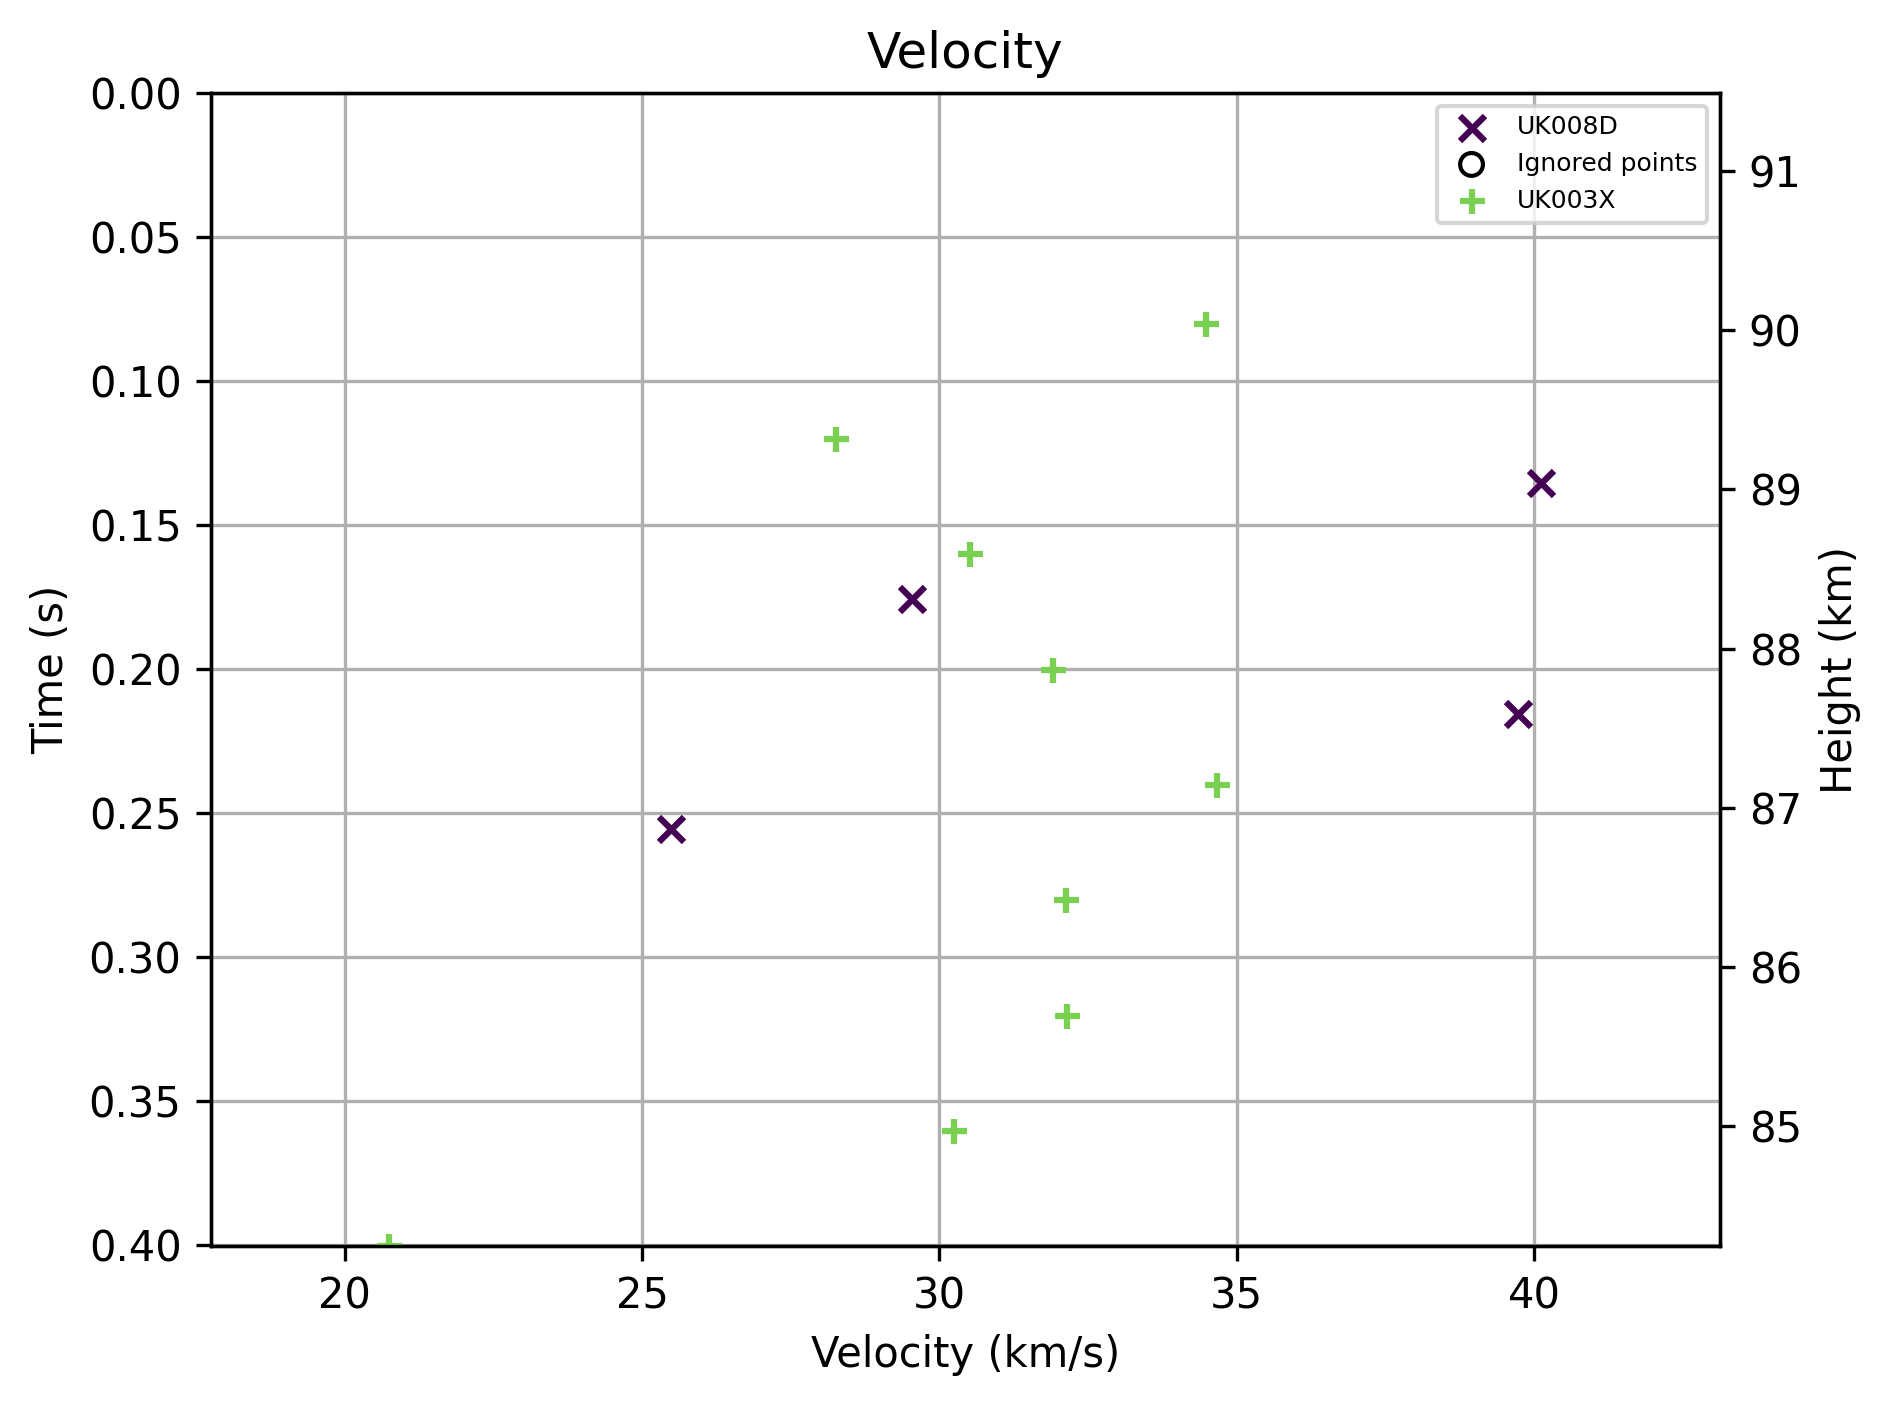 Velocity
UK008D
Ignored points
UK003X
0.00
0.05
0.10
0.15
0.20
0.25
0.30
0.35
0.40
Time (s)
91
90
89
88
87
86
85
Height (km)
20 25 30 35 40
Velocity (km/s)